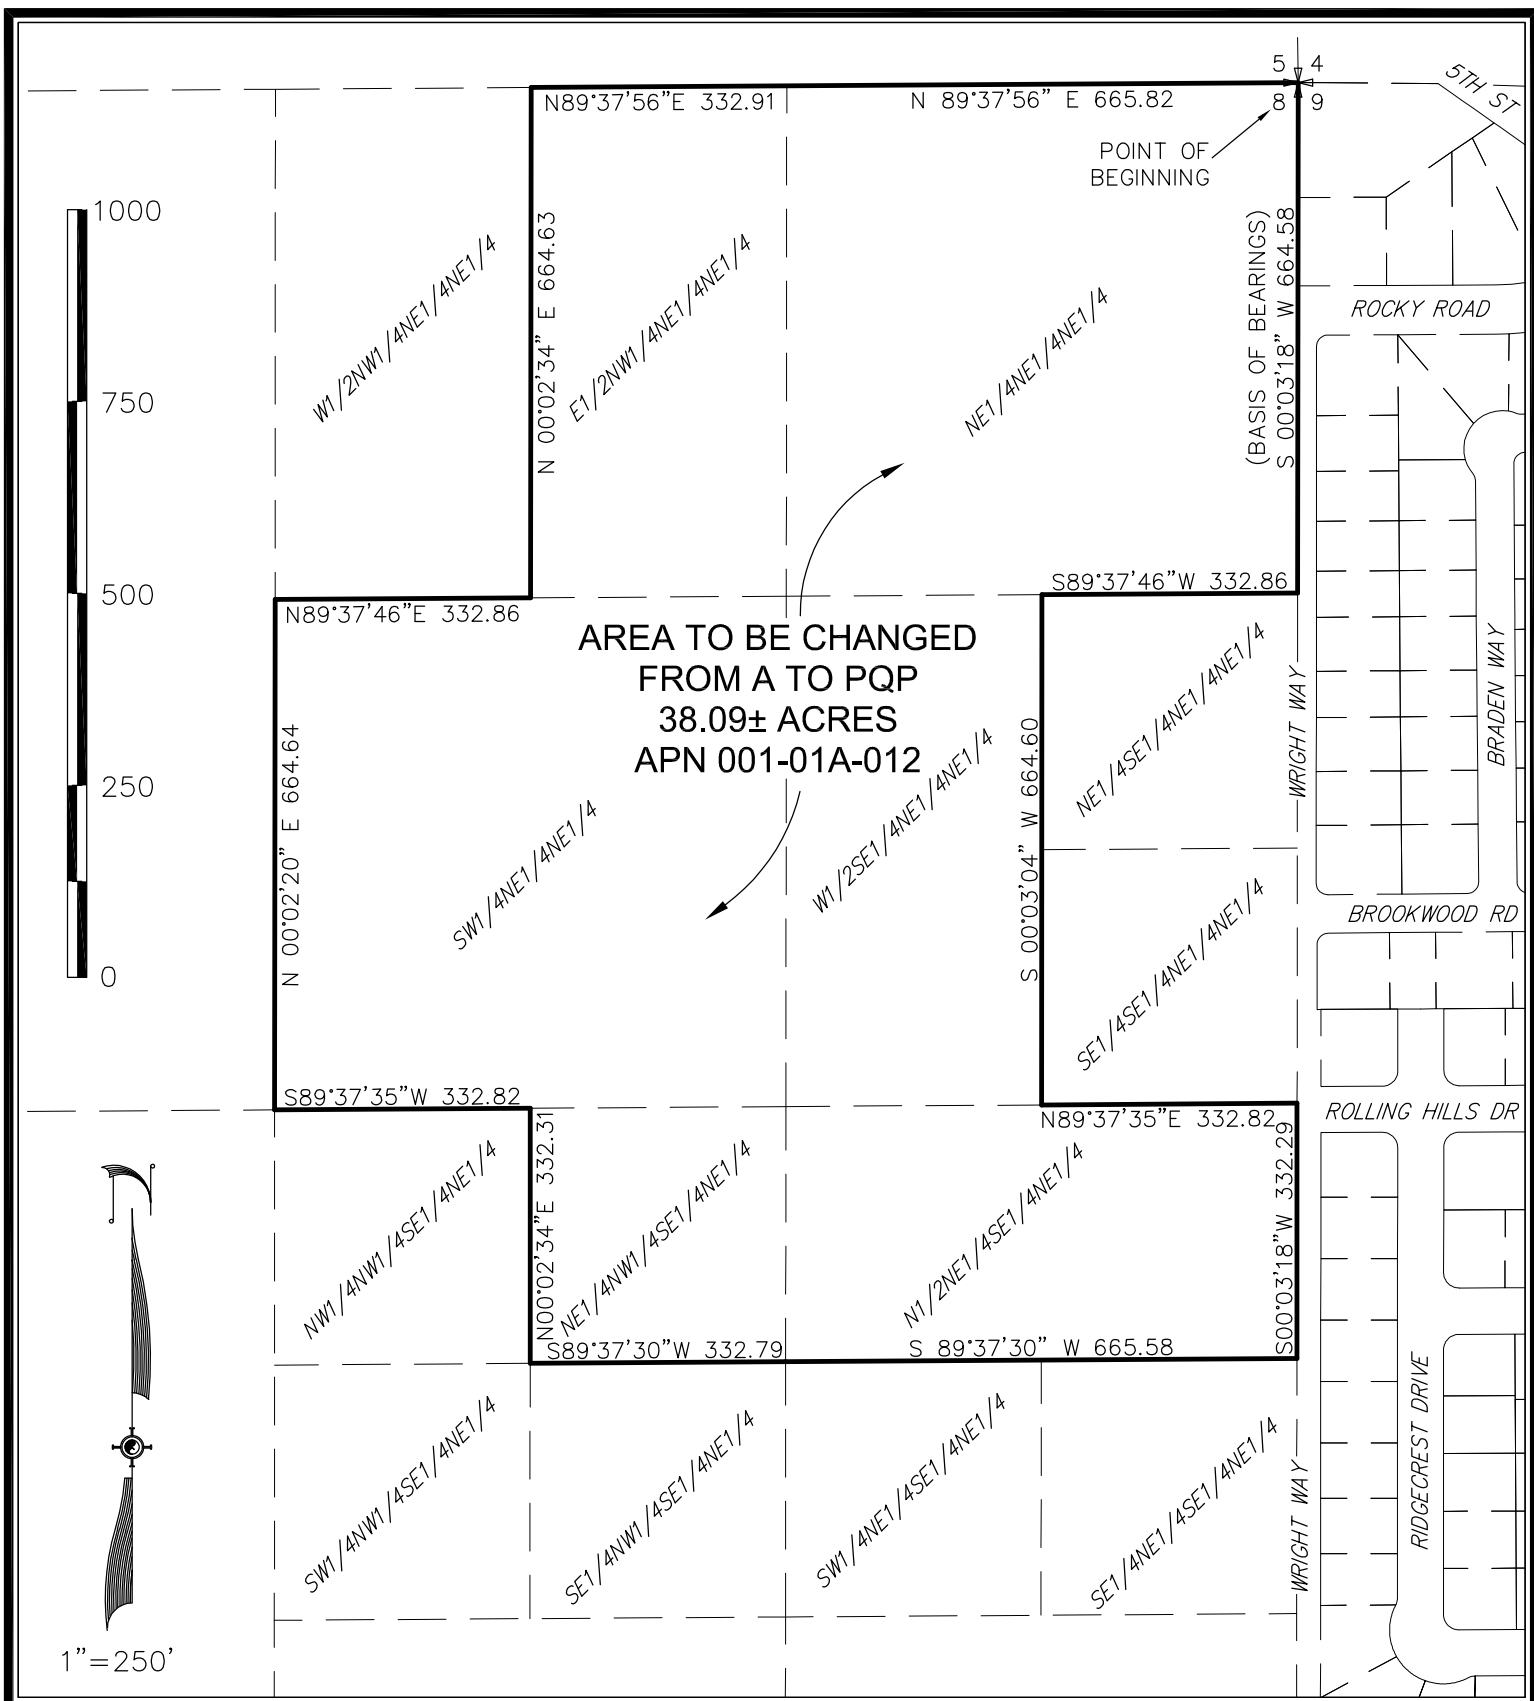 5 4
8 9
5TH ST
N89°37'56"E 332.91
N 89°37'56" E 665.82
POINT OF
BEGINNING
1000
750
500
250
0
W1/2NW1/4NE1/4NE1/4
N 00°02'34" E 664.63
E1/2NW1/4NE1/4NE1/4
NE1/4NE1/4NE1/4
(BASIS OF BEARINGS)
S 00°03'18" W 664.58
ROCKY ROAD
N89°37'46"E 332.86
S89°37'46"W 332.86
AREA TO BE CHANGED
FROM A TO PQP
38.09± ACRES
APN 001-01A-012
N 00°02'20" E 664.64
SW1/4NE1/4NE1/4
W1/2SE1/4NE1/4NE1/4
S 00°03'04" W 664.60
NE1/4SE1/4NE1/4NE1/4
SE1/4SE1/4NE1/4NE1/4
WRIGHT WAY
BRADEN WAY
BROOKWOOD RD
S89°37'35"W 332.82
N89°37'35"E 332.82
ROLLING HILLS DR
NW1/4NW1/4SE1/4NE1/4
N00°02'34"E 332.31
NE1/4NW1/4SE1/4NE1/4
N1/2NE1/4SE1/4NE1/4
S00°03'18"W 332.29
S89°37'30"W 332.79
S 89°37'30" W 665.58
SW1/4NW1/4SE1/4NE1/4
SE1/4NW1/4SE1/4NE1/4
SW1/4NE1/4SE1/4NE1/4
SE1/4NE1/4SE1/4NE1/4
WRIGHT WAY
RIDGECREST DRIVE
1"=250'